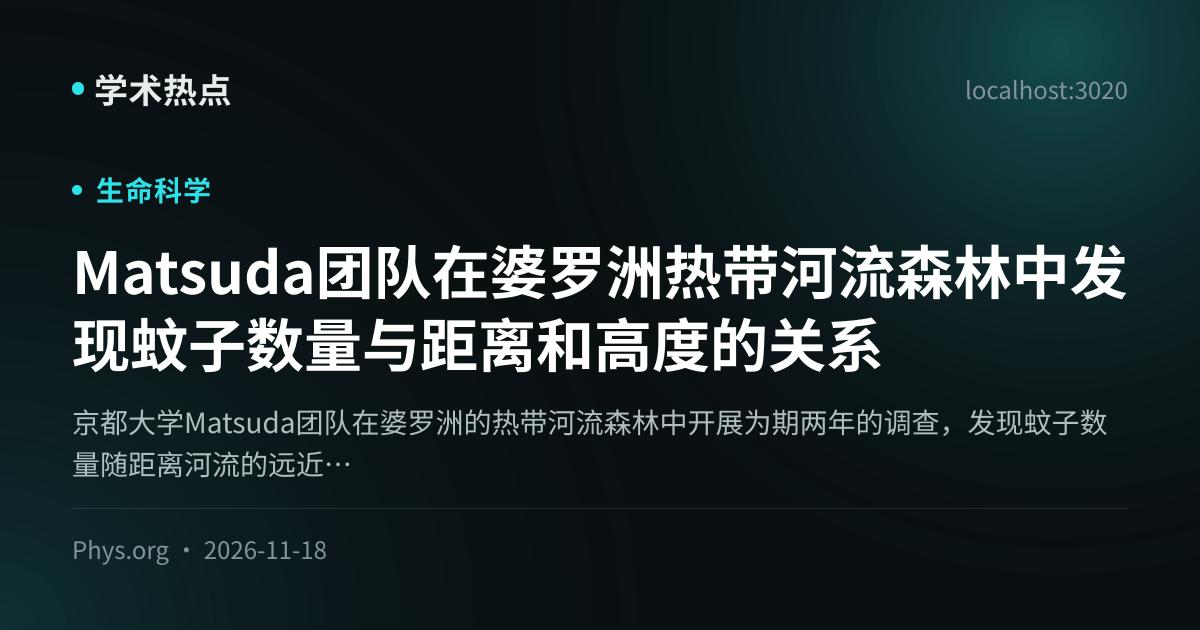 学术热点
localhost:3020
生命科学
Matsuda团队在婆罗洲热带河流森林中发
现蚊子数量与距离和高度的关系
京都大学Matsuda团队在婆罗洲的热带河流森林中开展为期两年的调查，发现蚊子数
量随距离河流的远近…
Phys.org • 2026-11-18